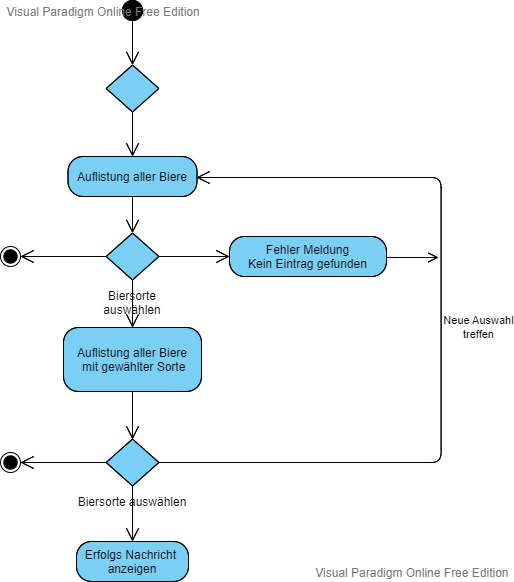 Visual Paradigm Online Free Edition
Auflistung aller Biere
Fehler Meldung
Kein Eintrag gefunden
Biersorte
auswählen
Neue Auswahl
treffen
Auflistung aller Biere
mit gewählter Sorte
Biersorte auswählen
Erfolgs Nachricht
anzeigen
Visual Paradigm Online Free Edition